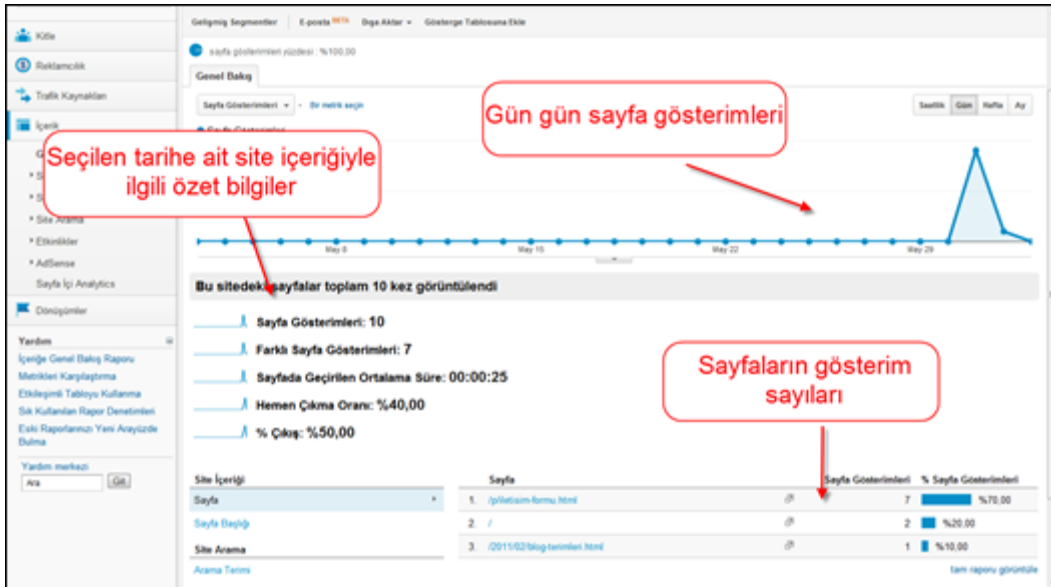 Gelişmiş Segmentler E-posta BETA Dışa Aktar Gösterge Tablosuna Ekle
Kitle
Reklamcılık
Trafik Kaynakları
İçerik
Site Arama
Etkinlikler
AdSense
Sayfa İçi Analytics
Dönüşümler
Yardım
İçeriğe Genel Bakış Raporu
Metrikleri Karşılaştırma
Etkileşimli Tabloyu Kullanma
Sık Kullanılan Rapor Denetimleri
Eski Raporlarınızı Yeni Arayüzde
Bulma
Yardım merkezi
Ara Git
sayfa gösterimleri yüzdesi : %100,00
Genel Bakış
Sayfa Gösterimleri Bir metrik seçin
Saatlik Gün Hafta Ay
Sayfa Gösterimleri
Gün gün sayfa gösterimleri
Seçilen tarihe ait site içeriğiyle
ilgili özet bilgiler
May 8 May 15 May 22 May 29
Bu sitedeki sayfalar toplam 10 kez görüntülendi
Sayfa Gösterimleri: 10
Farklı Sayfa Gösterimleri: 7
Sayfada Geçirilen Ortalama Süre: 00:00:25
Hemen Çıkma Oranı: %40,00
% Çıkış: %50,00
Sayfaların gösterim
sayıları
Site İçeriği
Sayfa
Sayfa Başlığı
Site Arama
Arama Terimi
Sayfa Sayfa Gösterimleri % Sayfa Gösterimleri
1. /p/iletisim-formu.html 7 %70,00
2. / 2 %20,00
3. /2011/02/blog-terimleri.html 1 %10,00
tam raporu görüntüle